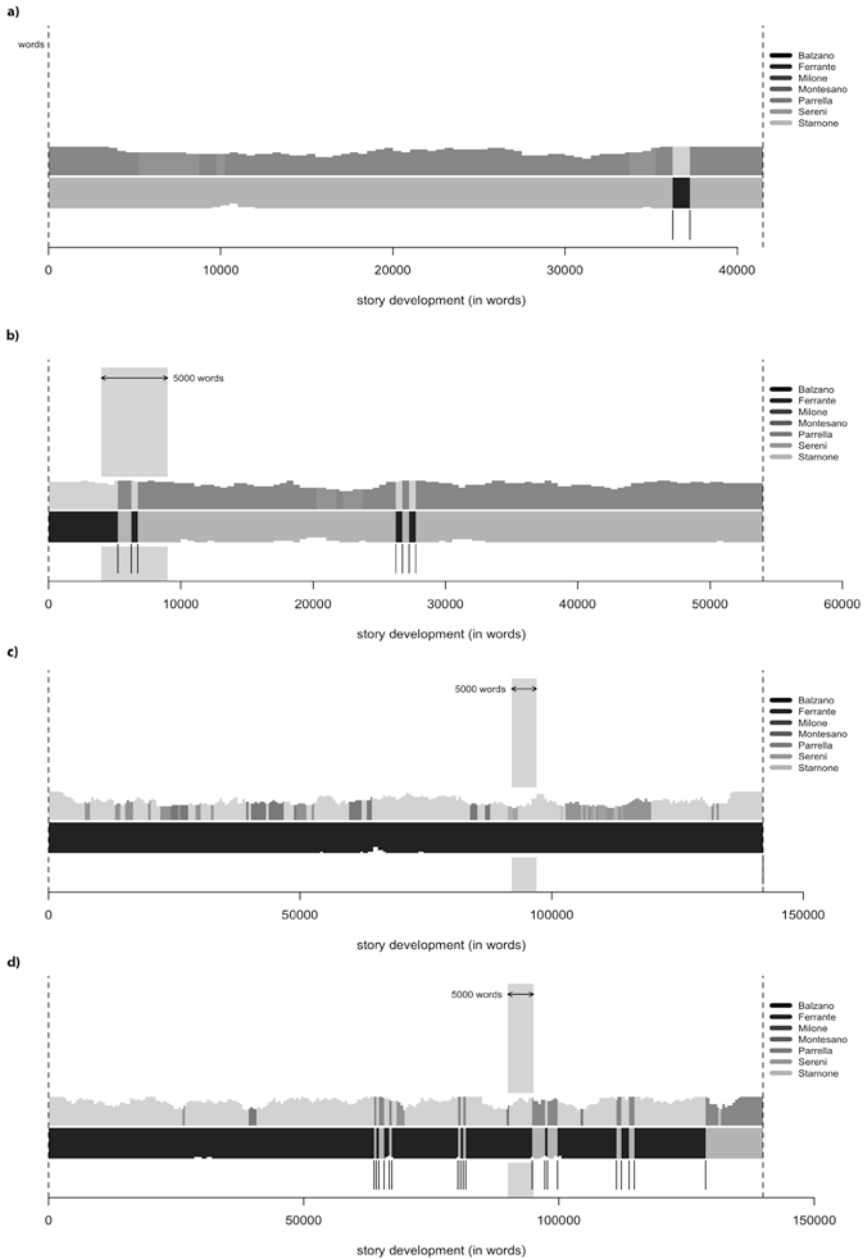 a)
words
Balzano
Ferrante
Milone
Montesano
Parrella
Sereni
Starnone
0 10000 20000 30000 40000
story development (in words)
b)
5000 words
Balzano
Ferrante
Milone
Montesano
Parrella
Sereni
Starnone
0 10000 20000 30000 40000 50000 60000
story development (in words)
c)
5000 words
Balzano
Ferrante
Milone
Montesano
Parrella
Sereni
Starnone
0 50000 100000 150000
story development (in words)
d)
5000 words
Balzano
Ferrante
Milone
Montesano
Parrella
Sereni
Starnone
0 50000 100000 150000
story development (in words)